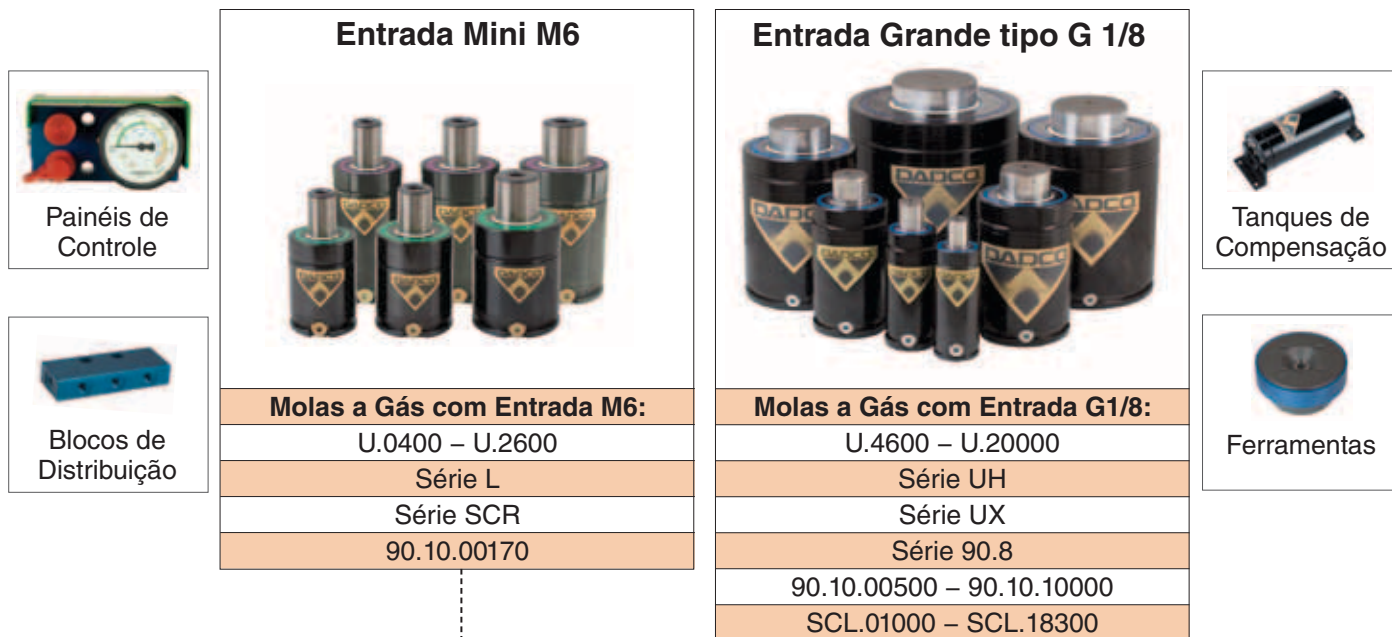 Entrada Mini M6
Entrada Grande tipo G 1/8
Painéis de
Controle
Blocos de
Distribuição
DADCO
DADCO
DADCO
DADCO
Molas a Gás com Entrada M6:
U.0400 – U.2600
Série L
Série SCR
90.10.00170
Molas a Gás com Entrada G1/8:
U.4600 – U.20000
Série UH
Série UX
Série 90.8
90.10.00500 – 90.10.10000
SCL.01000 – SCL.18300
Tanques de
Compensação
Ferramentas